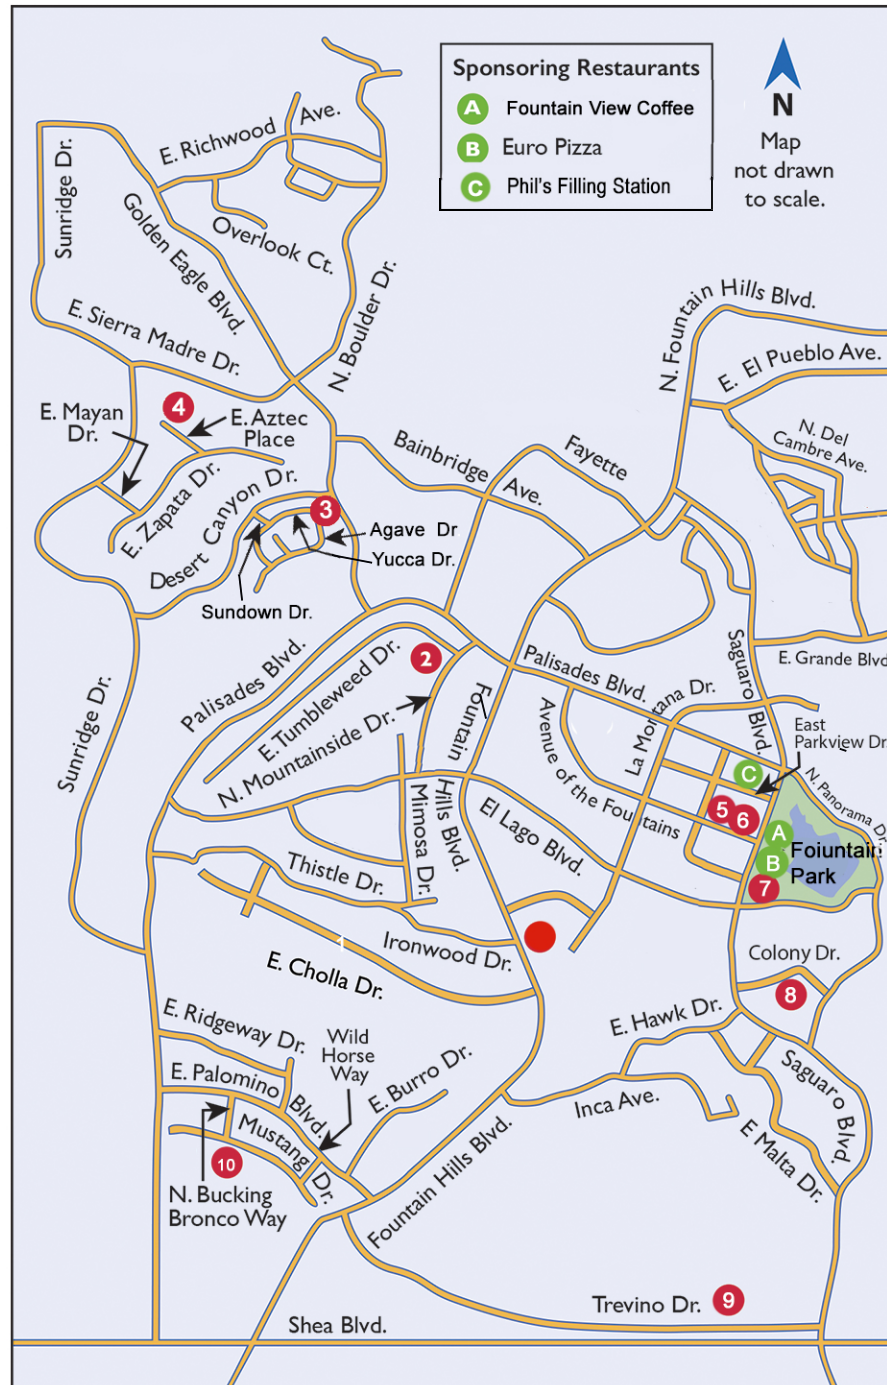 Sponsoring Restaurants
A Fountain View Coffee
B Euro Pizza
C Phil's Filling Station
N
Map
not drawn
to scale.
E. Richwood Ave.
Sunridge Dr.
Golden Eagle Blvd.
Overlook Ct.
N. Boulder Dr.
E. Sierra Madre Dr.
N. Fountain Hills Blvd.
E. El Pueblo Ave.
4
E. Mayan
Dr.
E. Aztec
Place
Bainbridge
Ave.
Fayette
N. Del
Cambre Ave.
E. Zapata Dr.
Desert Canyon Dr.
3
Agave Dr
Yucca Dr.
Sundown Dr.
Palisades Blvd.
2
E. Tumbleweed Dr.
N. Mountainside Dr.
Fountain
Hills Blvd.
Palisades Blvd.
Saguaro Blvd.
E. Grande Blvd
La Montana Dr.
Avenue of the Fountains
East
Parkview Dr
Sunridge Dr.
C
N. Panorama Dr.
5
6
A
B
Foiuntain
Park
7
Mimosa Dr.
El Lago Blvd.
Thistle Dr.
Ironwood Dr.
1
E. Cholla Dr.
Colony Dr.
8
E. Hawk Dr.
E. Ridgeway Dr.
Wild
Horse
Way
E. Palomino
Blvd.
E. Burro Dr.
Inca Ave.
Saguaro Blvd.
E Malta Dr.
Mustang
Dr.
10
N. Bucking
Bronco Way
Fountain Hills Blvd.
Trevino Dr.
9
Shea Blvd.